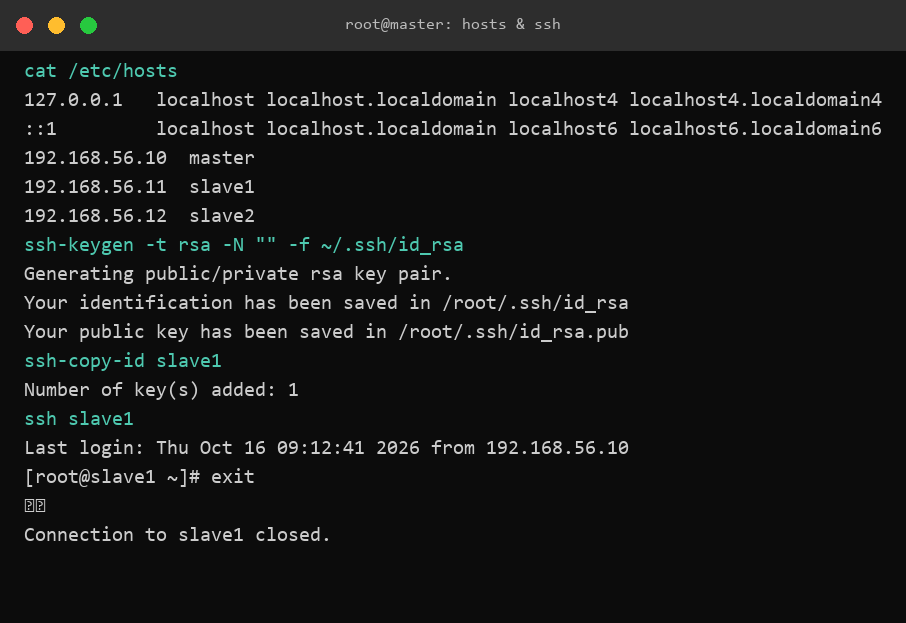 root@master: hosts & ssh
cat /etc/hosts
127.0.0.1   localhost localhost.localdomain localhost4 localhost4.localdomain4
::1         localhost localhost.localdomain localhost6 localhost6.localdomain6
192.168.56.10  master
192.168.56.11  slave1
192.168.56.12  slave2
ssh-keygen -t rsa -N "" -f ~/.ssh/id_rsa
Generating public/private rsa key pair.
Your identification has been saved in /root/.ssh/id_rsa
Your public key has been saved in /root/.ssh/id_rsa.pub
ssh-copy-id slave1
Number of key(s) added: 1
ssh slave1
Last login: Thu Oct 16 09:12:41 2026 from 192.168.56.10
[root@slave1 ~]# exit
Connection to slave1 closed.